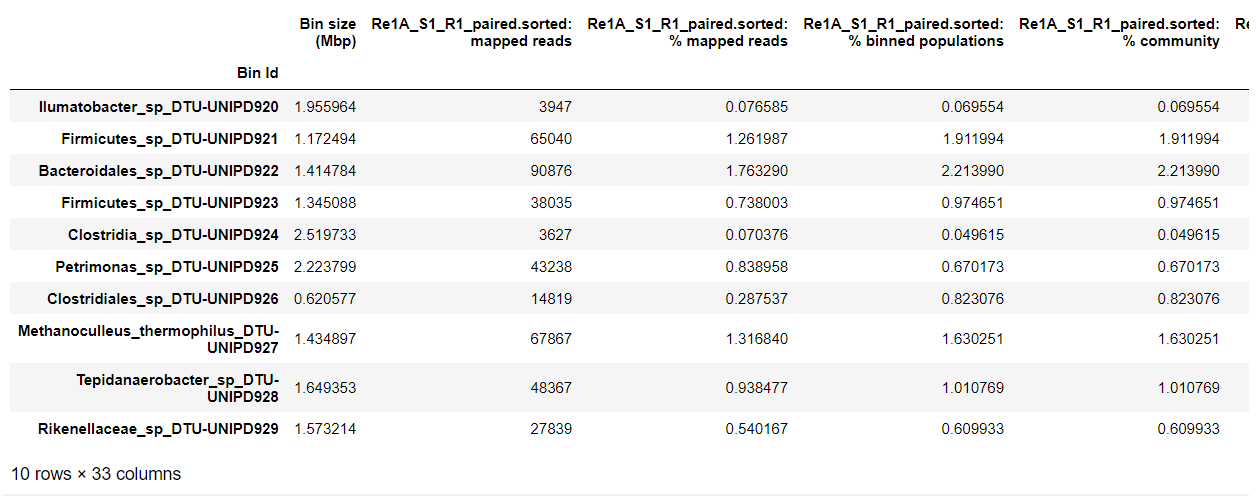 Bin size Re1A_S1_R1_paired.sorted: Re1A_S1_R1_paired.sorted: Re1A_S1_R1_paired.sorted: Re1A_S1_R1_paired.sorted: Re
(Mbp) mapped reads % mapped reads % binned populations % community
Bin Id
Ilumatobacter_sp_DTU-UNIPD920 1.955964 3947 0.076585 0.069554 0.069554
Firmicutes_sp_DTU-UNIPD921 1.172494 65040 1.261987 1.911994 1.911994
Bacteroidales_sp_DTU-UNIPD922 1.414784 90876 1.763290 2.213990 2.213990
Firmicutes_sp_DTU-UNIPD923 1.345088 38035 0.738003 0.974651 0.974651
Clostridia_sp_DTU-UNIPD924 2.519733 3627 0.070376 0.049615 0.049615
Petrimonas_sp_DTU-UNIPD925 2.223799 43238 0.838958 0.670173 0.670173
Clostridiales_sp_DTU-UNIPD926 0.620577 14819 0.287537 0.823076 0.823076
Methanoculleus_thermophilus_DTU-
UNIPD927 1.434897 67867 1.316840 1.630251 1.630251
Tepidanaerobacter_sp_DTU-
UNIPD928 1.649353 48367 0.938477 1.010769 1.010769
Rikenellaceae_sp_DTU-UNIPD929 1.573214 27839 0.540167 0.609933 0.609933
10 rows × 33 columns